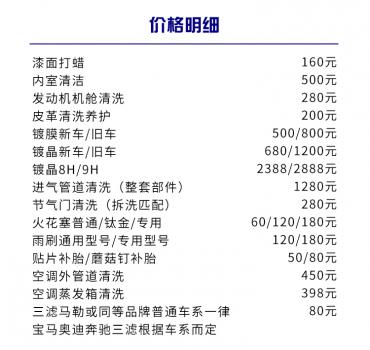 价格明细
漆面打蜡 160元
内室清洁 500元
发动机机舱清洗 280元
皮革清洗养护 200元
镀膜新车/旧车 500/800元
镀晶新车/旧车 680/1200元
镀晶8H/9H 2388/2888元
进气管道清洗（整套部件） 1280元
节气门清洗（拆洗匹配） 280元
火花塞普通/钛金/专用 60/120/180元
雨刷通用型号/专用型号 120/180元
贴片补胎/蘑菇钉补胎 50/80元
空调外管道清洗 450元
空调蒸发箱清洗 398元
三滤马勒或同等品牌普通车系一律 80元
宝马奥迪奔驰三滤根据车系而定